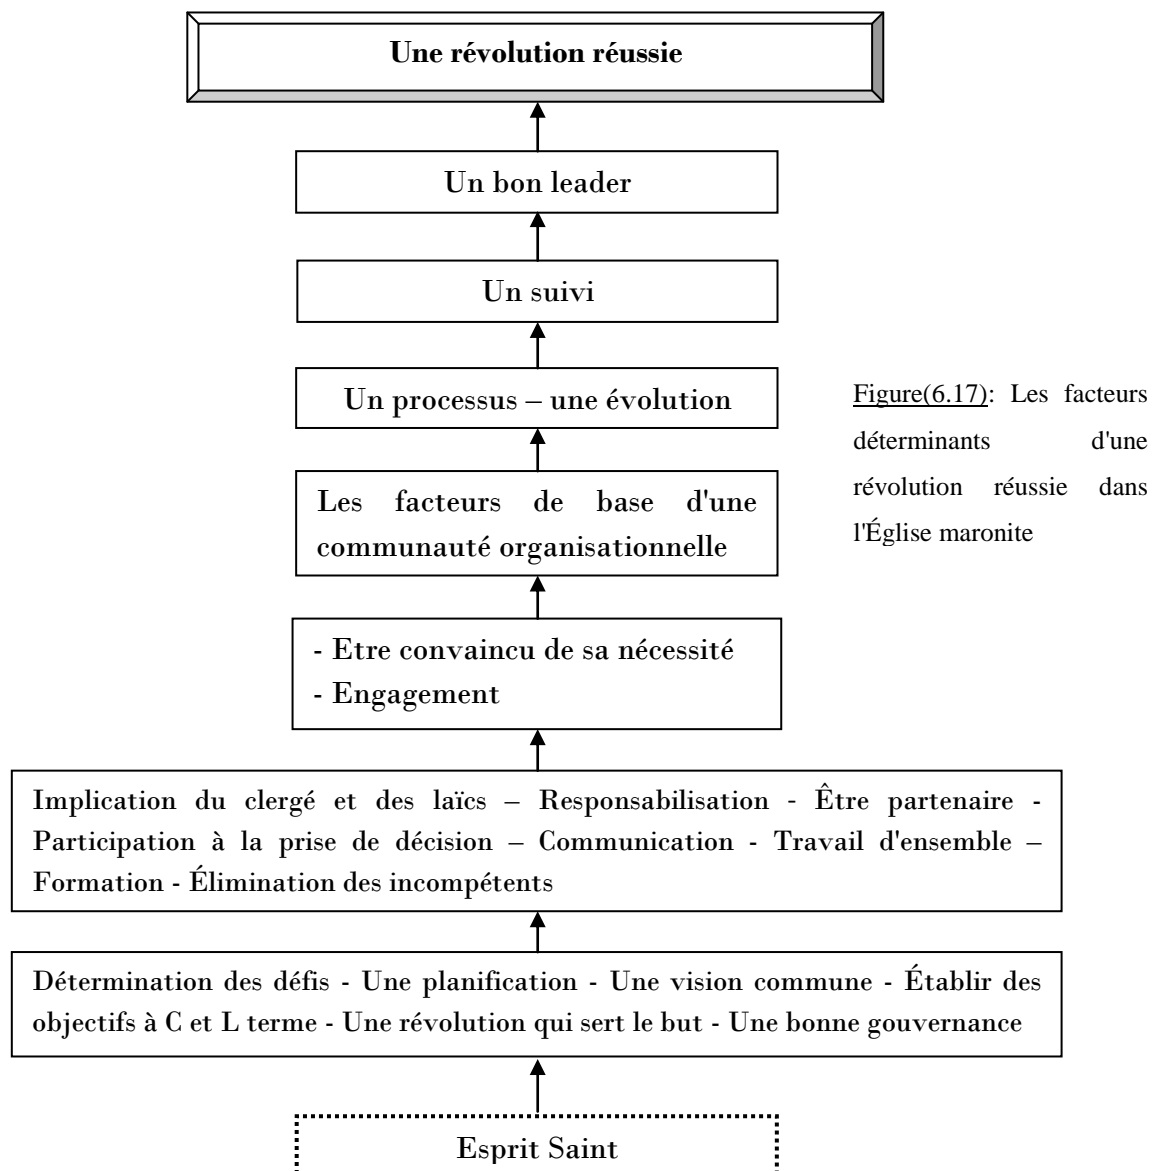 Une révolution réussie
Un bon leader
Un suivi
Un processus – une évolution
Les facteurs de base d'une
communauté organisationnelle
- Etre convaincu de sa nécessité
- Engagement
Implication du clergé et des laïcs – Responsabilisation - Être partenaire -
Participation à la prise de décision – Communication - Travail d'ensemble –
Formation - Élimination des incompétents
Détermination des défis - Une planification - Une vision commune - Établir des
objectifs à C et L terme - Une révolution qui sert le but - Une bonne gouvernance
Esprit Saint
Figure(6.17): Les facteurs
déterminants d'une
révolution réussie dans
l'Église maronite